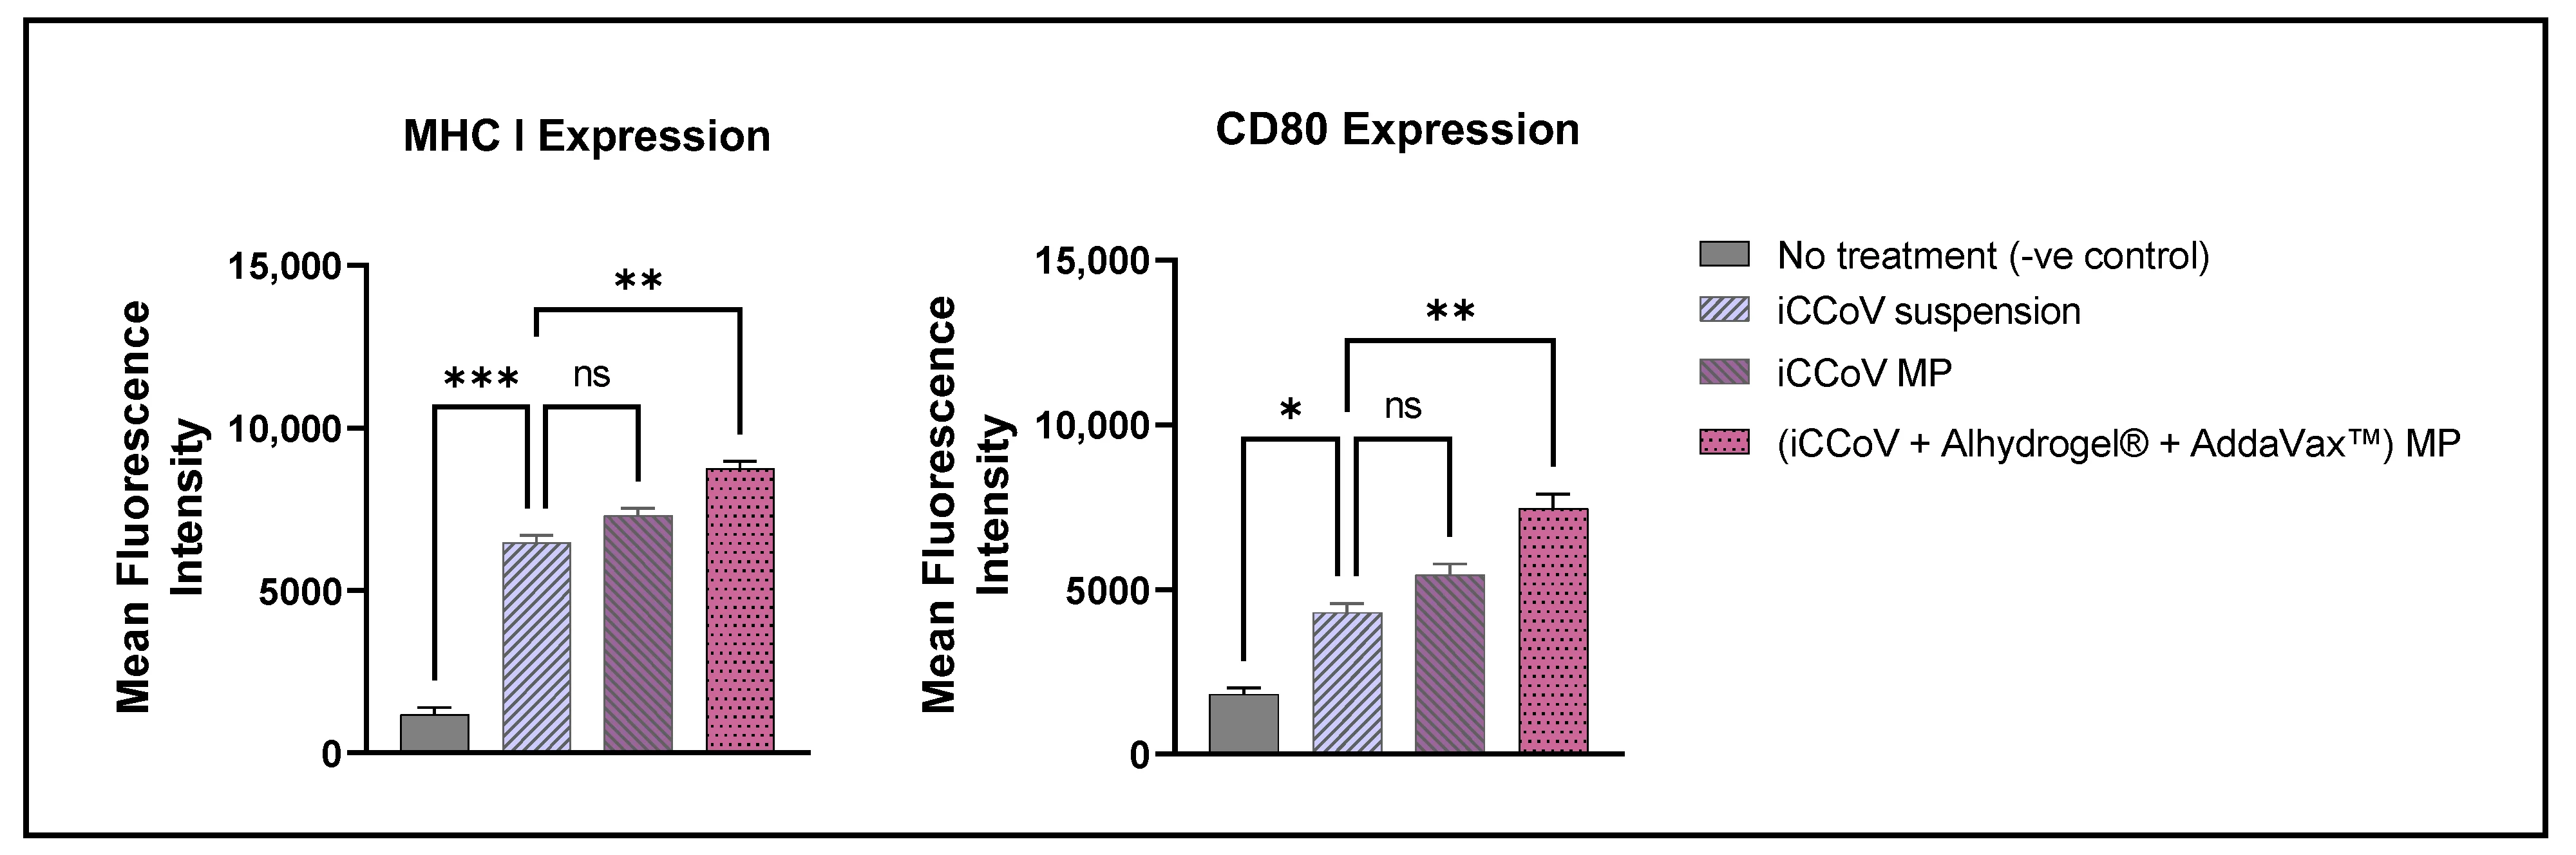 MHC I Expression
Mean Fluorescence
Intensity
15,000
10,000
5000
0
***
ns
**
CD80 Expression
Mean Fluorescence
Intensity
15,000
10,000
5000
0
*
ns
**
No treatment (-ve control)
iCCoV suspension
iCCoV MP
(iCCoV + Alhydrogel® + AddaVax™) MP